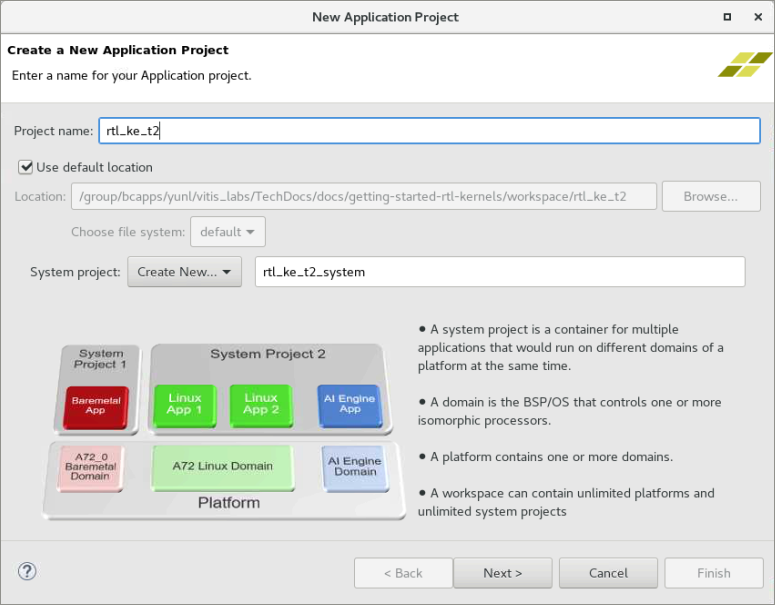 New Application Project
Create a New Application Project
Enter a name for your Application project.
Project name: rtl_ke_t2
Use default location
Location: /group/bcapps/yunl/vitis_labs/TechDocs/docs/getting-started-rtl-kernels/workspace/rtl_ke_t2 Browse...
Choose file system: default
System project: Create New... rtl_ke_t2_system
System
Project 1
System Project 2
Baremetal
App
Linux
App 1
Linux
App 2
AI Engine
App
A72_0
Baremetal
Domain
A72 Linux Domain
AI Engine
Domain
Platform
● A system project is a container for multiple
applications that would run on different domains of a
platform at the same time.
● A domain is the BSP/OS that controls one or more
isomorphic processors.
● A platform contains one or more domains.
● A workspace can contain unlimited platforms and
unlimited system projects
? < Back Next > Cancel Finish